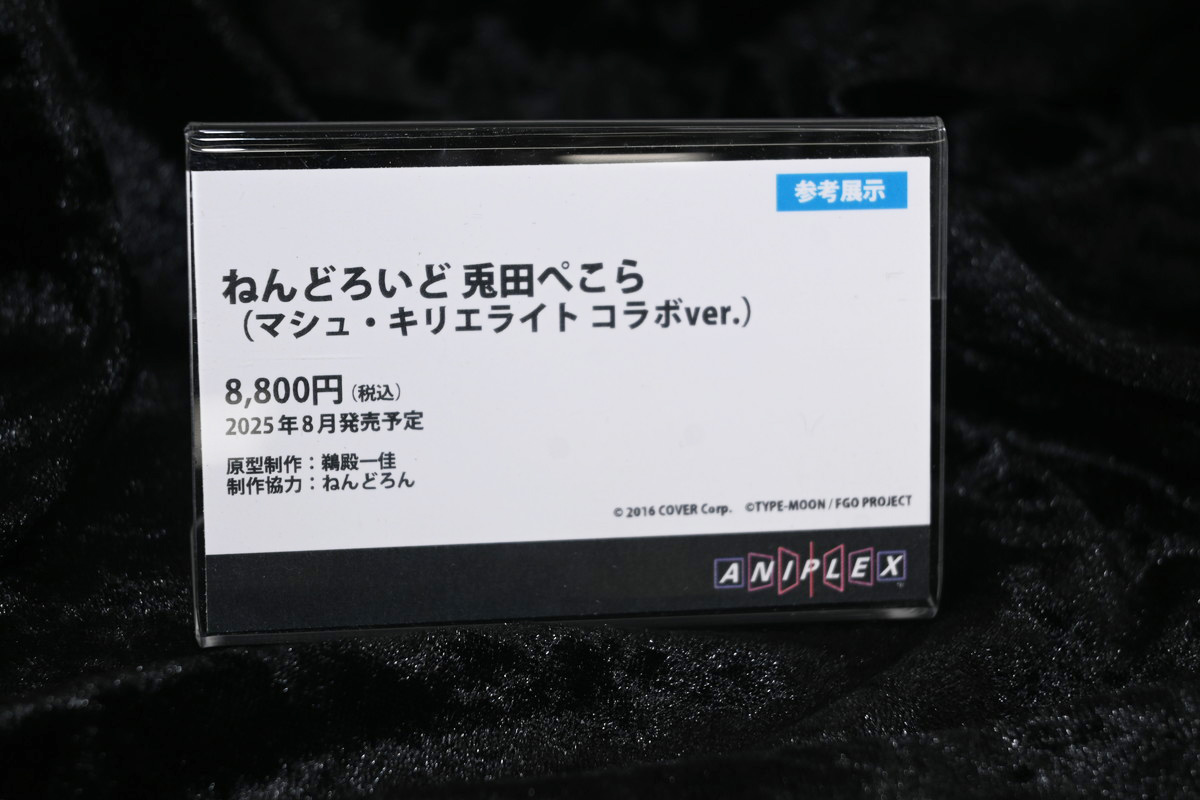 参考展示
ねんどろいど 兎田ぺこら
(マシュ・キリエライト コラボver.)
8,800円(税込)
2025年8月発売予定
原型制作：鵜殿一佳
制作協力：ねんどろん
© 2016 COVER Corp. ©TYPE-MOON / FGO PROJECT
ANIPLEX